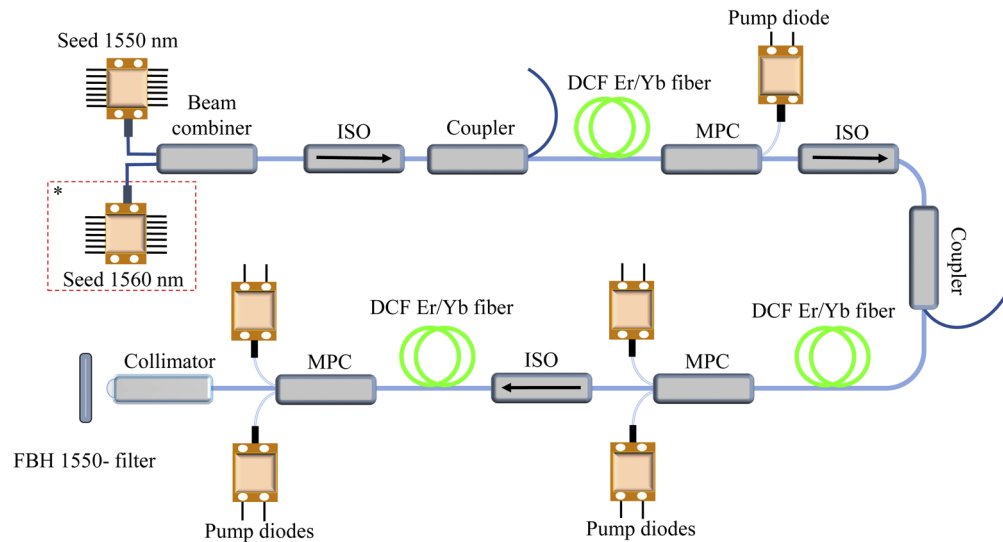 Seed 1550 nm
Beam
combiner
ISO
Coupler
DCF Er/Yb fiber
MPC
Pump diode
ISO
Coupler
*
Seed 1560 nm
DCF Er/Yb fiber
MPC
ISO
DCF Er/Yb fiber
MPC
Collimator
FBH 1550- filter
Pump diodes
Pump diodes